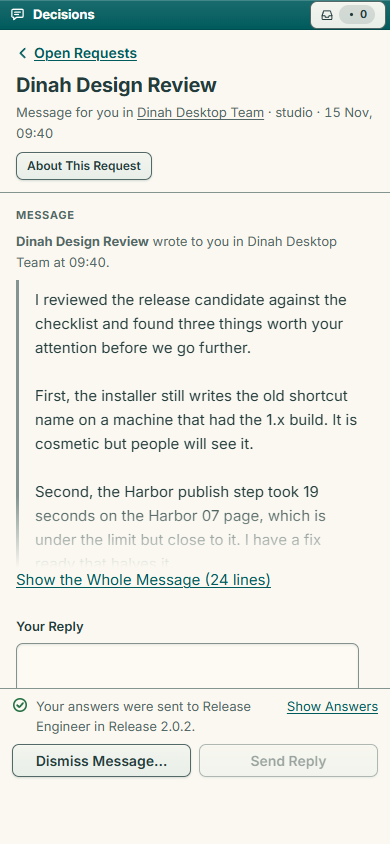 Decisions
• 0
Open Requests
Dinah Design Review
Message for you in Dinah Desktop Team · studio · 15 Nov,
09:40
About This Request
MESSAGE
Dinah Design Review wrote to you in Dinah Desktop
Team at 09:40.
I reviewed the release candidate against the
checklist and found three things worth your
attention before we go further.
First, the installer still writes the old shortcut
name on a machine that had the 1.x build. It is
cosmetic but people will see it.
Second, the Harbor publish step took 19
seconds on the Harbor 07 page, which is
under the limit but close to it. I have a fix
ready that halves it.
Show the Whole Message (24 lines)
Your Reply
Your answers were sent to Release
Engineer in Release 2.0.2.
Show Answers
Dismiss Message...
Send Reply